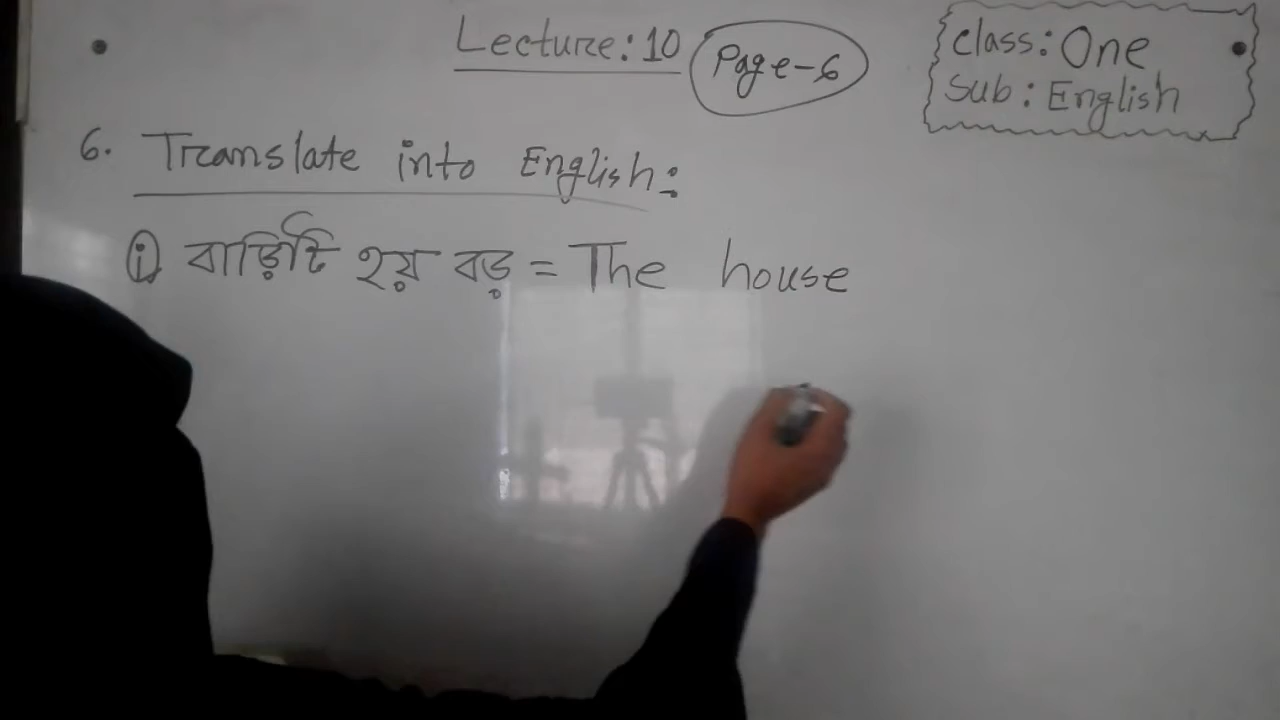 Lecture: 10 Page-6
class: One
Sub: English
6. Translate into English:
i বাড়িটি হয় বড় = The house